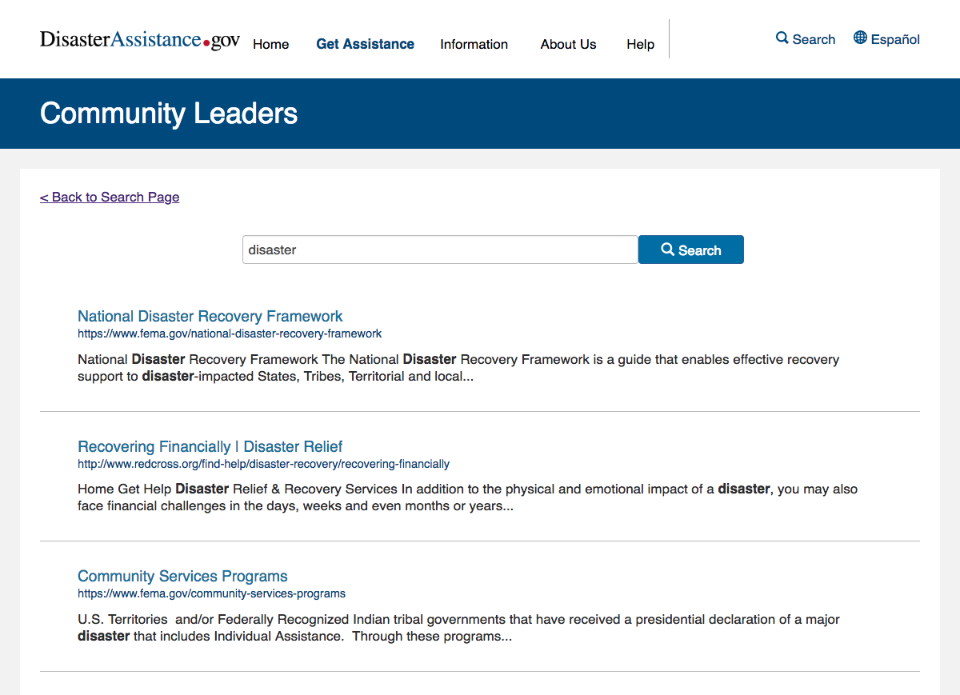 DisasterAssistance.gov Home Get Assistance Information About Us Help Search Español
Community Leaders
< Back to Search Page
disaster Search
National Disaster Recovery Framework
https://www.fema.gov/national-disaster-recovery-framework
National Disaster Recovery Framework The National Disaster Recovery Framework is a guide that enables effective recovery
support to disaster-impacted States, Tribes, Territorial and local...
Recovering Financially | Disaster Relief
http://www.redcross.org/find-help/disaster-recovery/recovering-financially
Home Get Help Disaster Relief & Recovery Services In addition to the physical and emotional impact of a disaster, you may also
face financial challenges in the days, weeks and even months or years...
Community Services Programs
https://www.fema.gov/community-services-programs
U.S. Territories and/or Federally Recognized Indian tribal governments that have received a presidential declaration of a major
disaster that includes Individual Assistance. Through these programs...